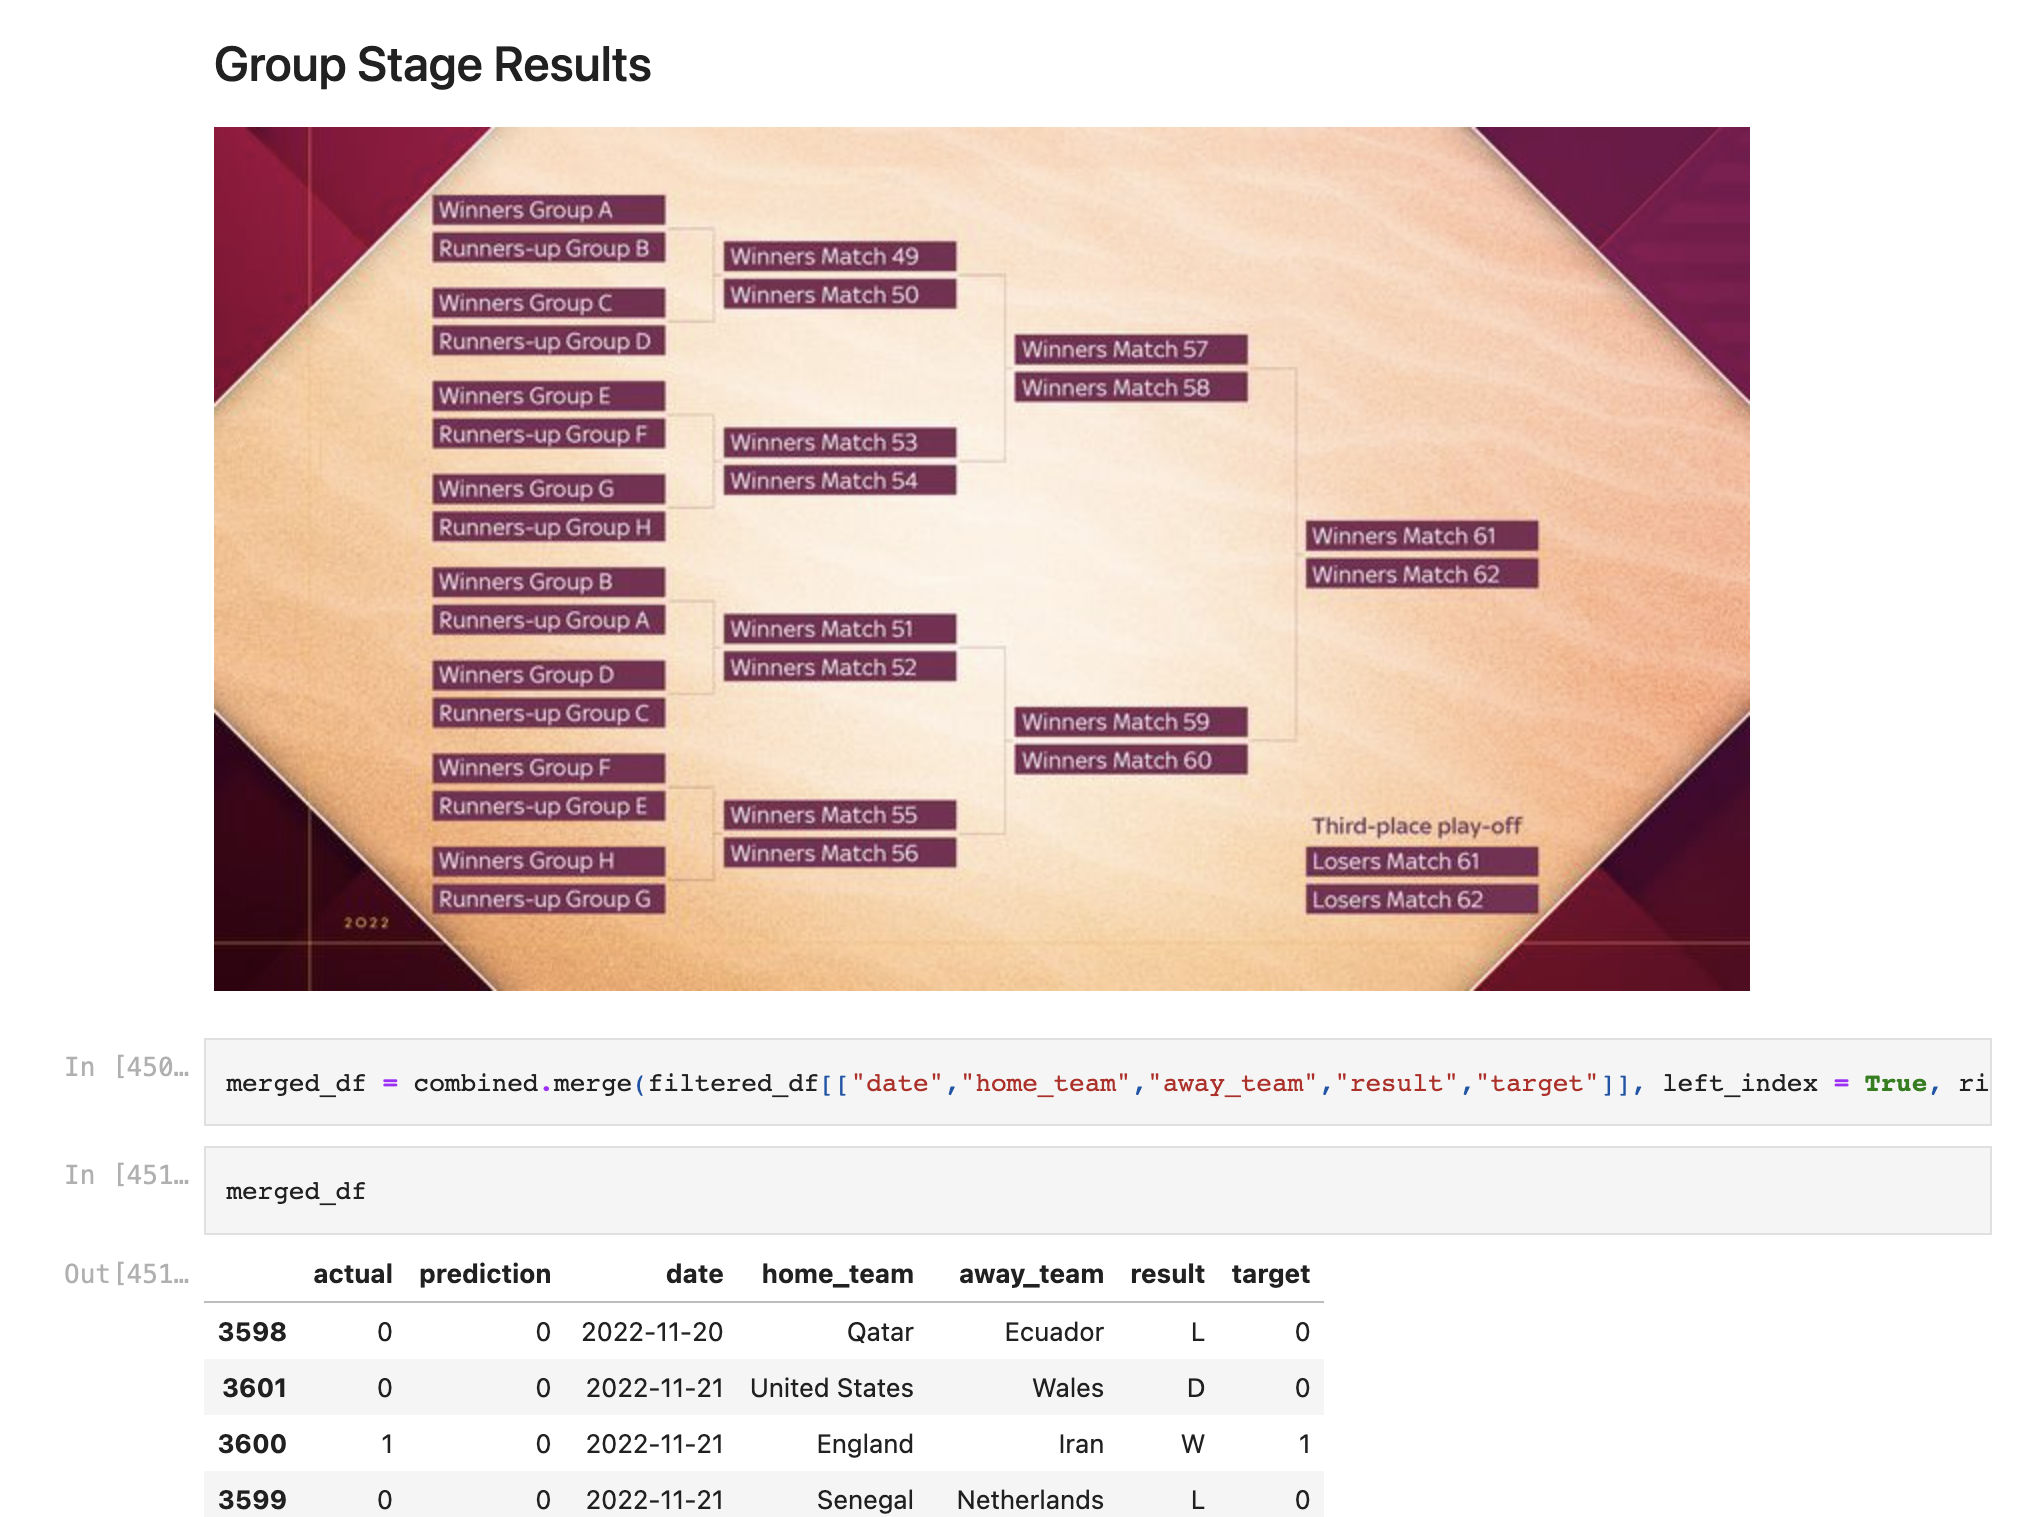 Group Stage Results
Winners Group A
Runners-up Group B
Winners Group C
Runners-up Group D
Winners Group E
Runners-up Group F
Winners Group G
Runners-up Group H
Winners Group B
Runners-up Group A
Winners Group D
Runners-up Group C
Winners Group F
Runners-up Group E
Winners Group H
Runners-up Group G
Winners Match 49
Winners Match 50
Winners Match 53
Winners Match 54
Winners Match 51
Winners Match 52
Winners Match 55
Winners Match 56
Winners Match 57
Winners Match 58
Winners Match 59
Winners Match 60
Winners Match 61
Winners Match 62
Third-place play-off
Losers Match 61
Losers Match 62
2022
In [450… merged_df = combined.merge(filtered_df[["date","home_team","away_team","result","target"]], left_index = True, ri
In [451… merged_df
Out[451… actual prediction date home_team away_team result target
3598 0 0 2022-11-20 Qatar Ecuador L 0
3601 0 0 2022-11-21 United States Wales D 0
3600 1 0 2022-11-21 England Iran W 1
3599 0 0 2022-11-21 Senegal Netherlands L 0